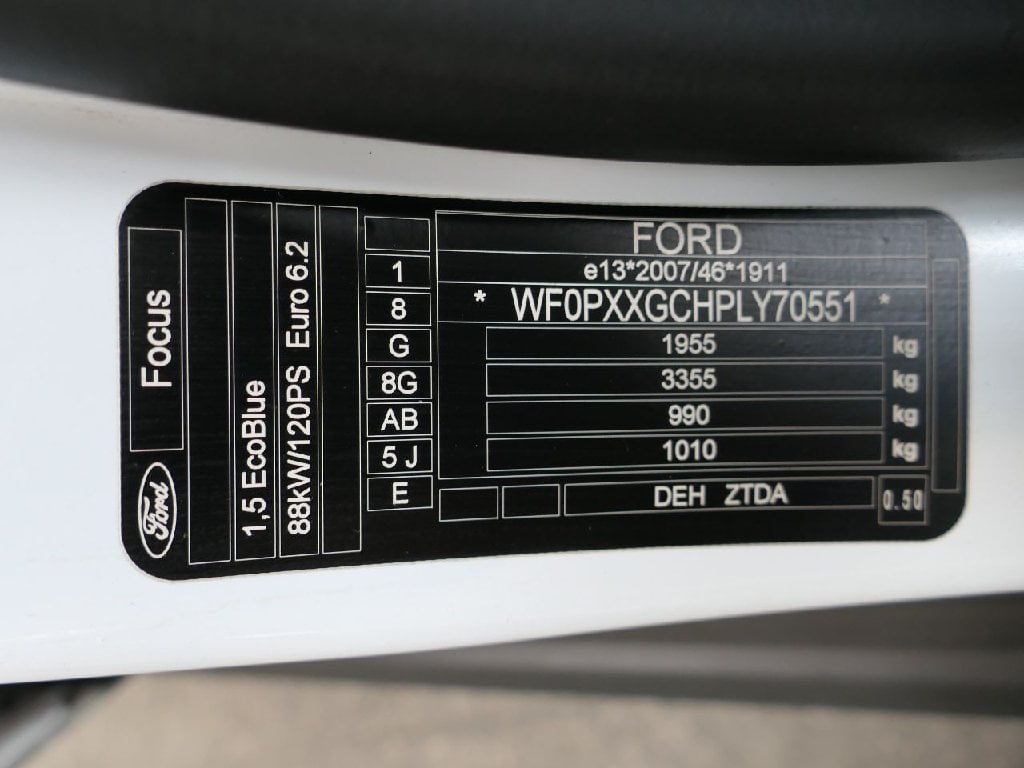 Ford
Focus
1,5 EcoBlue
88kW/120PS Euro 6.2
1
8
G
8G
AB
5 J
E
FORD
e13*2007/46*1911
* WF0PXXGCHPLY70551 *
1955 kg
3355 kg
990 kg
1010 kg
DEH ZTDA
0.50